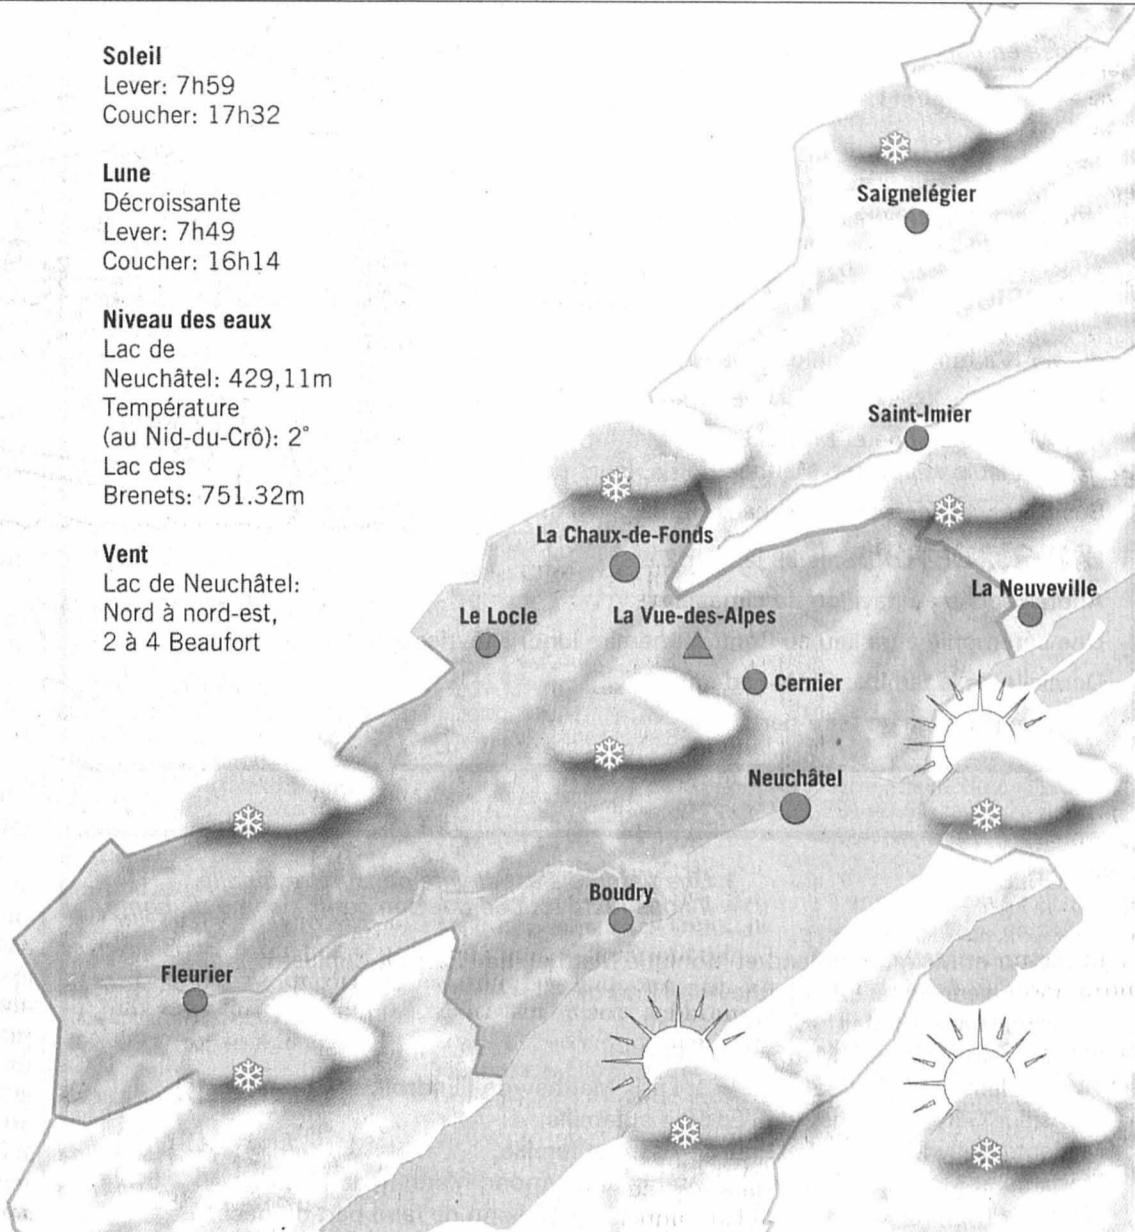 Soleil
Lever: 7h59
Coucher: 17h32
Lune
Décroissante
Lever: 7h49
Coucher: 16h14
Niveau des eaux
Lac de
Neuchâtel: 429,11m
Température
(au Nid-du-Crô): 2°
Lac des
Brenets: 751.32m
Vent
Lac de Neuchâtel:
Nord à nord-est,
2 à 4 Beaufort
Saignelégier
Saint-Imier
La Chaux-de-Fonds
La Neuveville
Le Locle
La Vue-des-Alpes
Cernier
Neuchâtel
Boudry
Fleurier